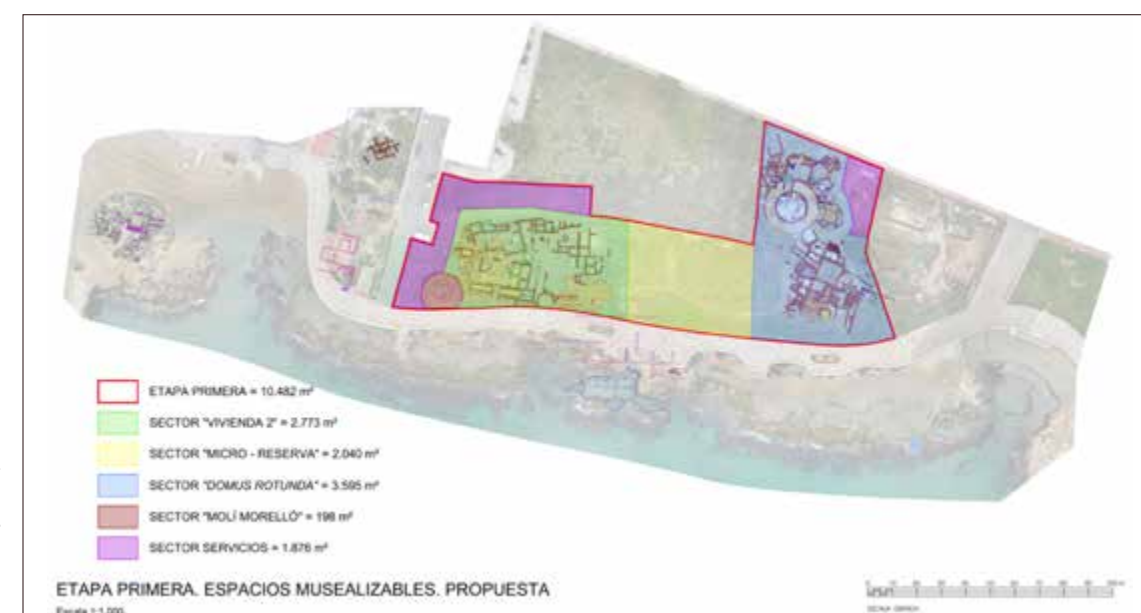 ETAPA PRIMERA = 10.482 m²
SECTOR "VIVIENDA 2" = 2.773 m²
SECTOR "MICRO - RESERVA" = 2.040 m²
SECTOR "DOMUS ROTUNDA" = 3.595 m²
SECTOR "MOLÍ MORELLÓ" = 198 m²
SECTOR SERVICIOS = 1.876 m²
ETAPA PRIMERA. ESPACIOS MUSEALIZABLES. PROPUESTA
Escala 1:1.000
ESCALA GRÁFICA